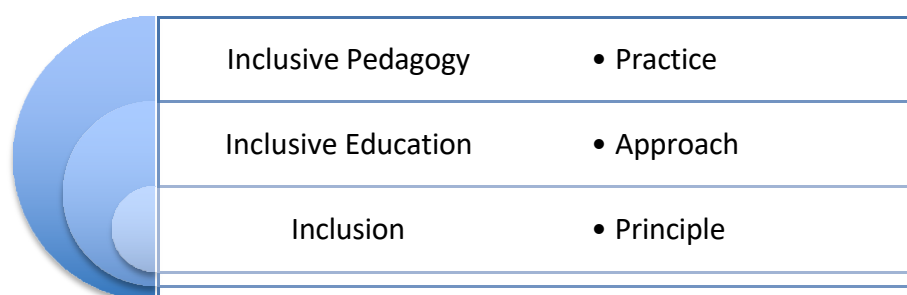 Inclusive Pedagogy • Practice
Inclusive Education • Approach
Inclusion • Principle